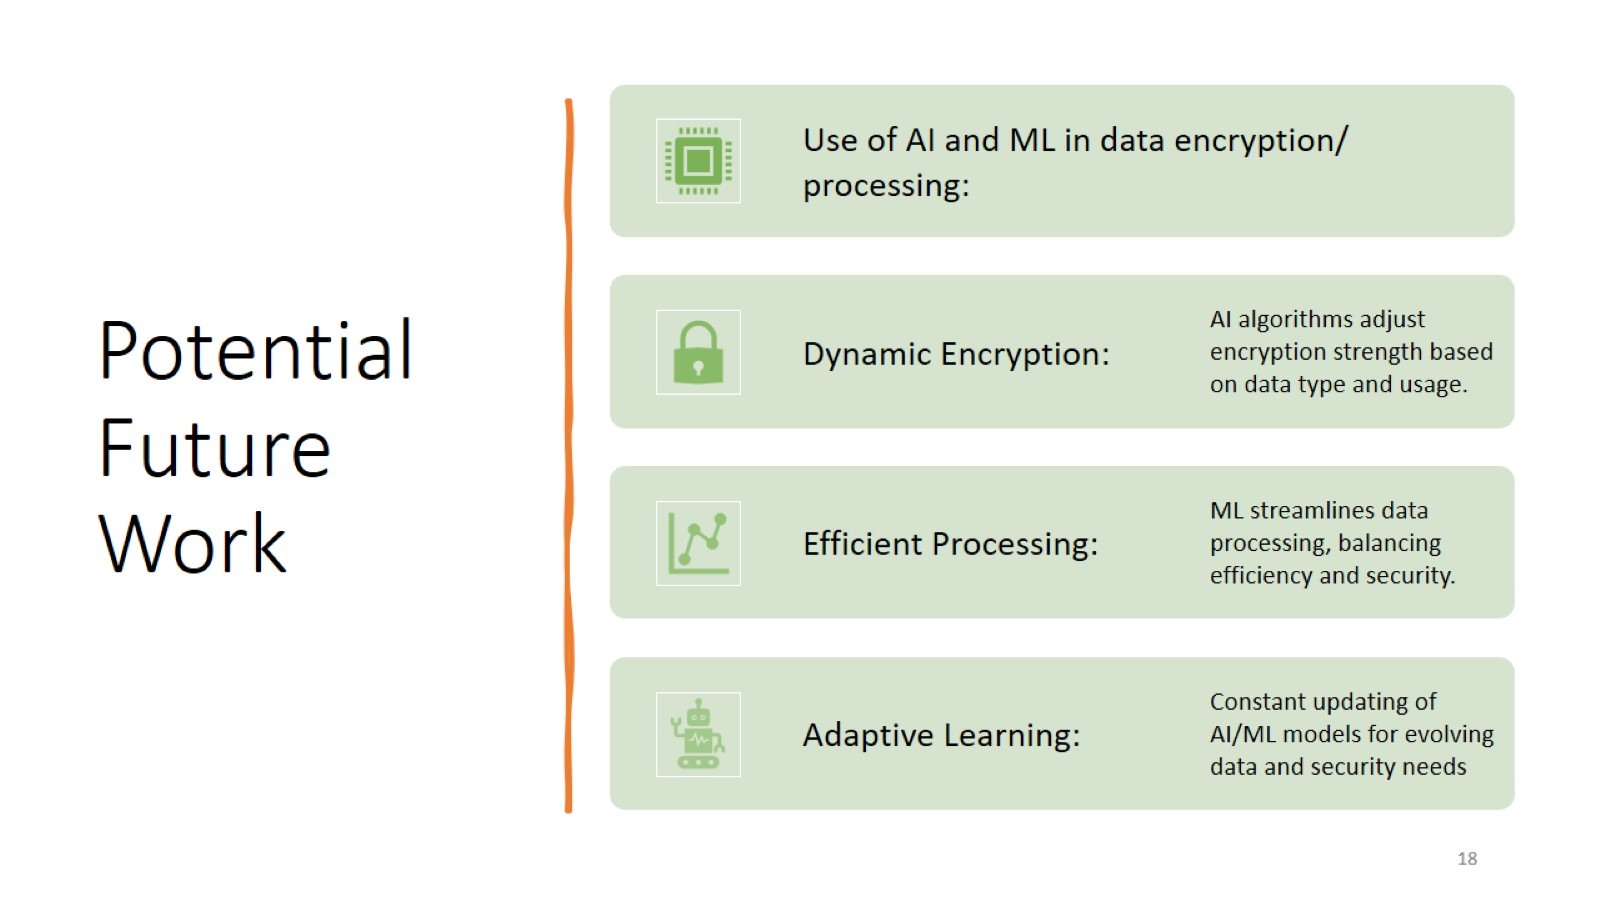 Potential
Future
Work
Use of AI and ML in data encryption/
processing:
Dynamic Encryption:
AI algorithms adjust
encryption strength based
on data type and usage.
Efficient Processing:
ML streamlines data
processing, balancing
efficiency and security.
Adaptive Learning:
Constant updating of
AI/ML models for evolving
data and security needs
18